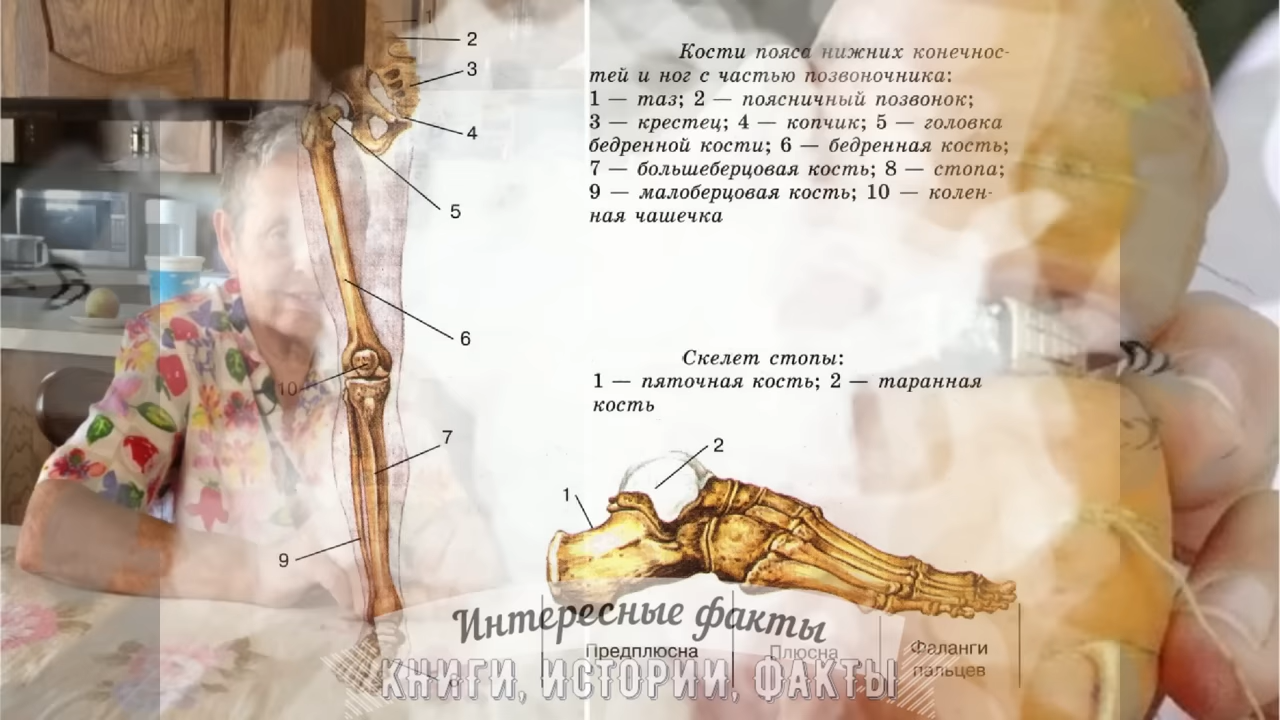 1
2
3
4
5
6
10
7
9
8
Кости пояса нижних конечнос-
тей и ног с частью позвоночника:
1 — таз; 2 — поясничный позвонок;
3 — крестец; 4 — копчик; 5 — головка
бедренной кости; 6 — бедренная кость;
7 — большеберцовая кость; 8 — стопа;
9 — малоберцовая кость; 10 — колен-
ная чашечка
Скелет стопы:
1 — пяточная кость; 2 — таранная
кость
2
1
Интересные факты
Предплюсна
Плюсна
Фаланги
пальцев
КНИГИ, ИСТОРИИ, ФАКТЫ